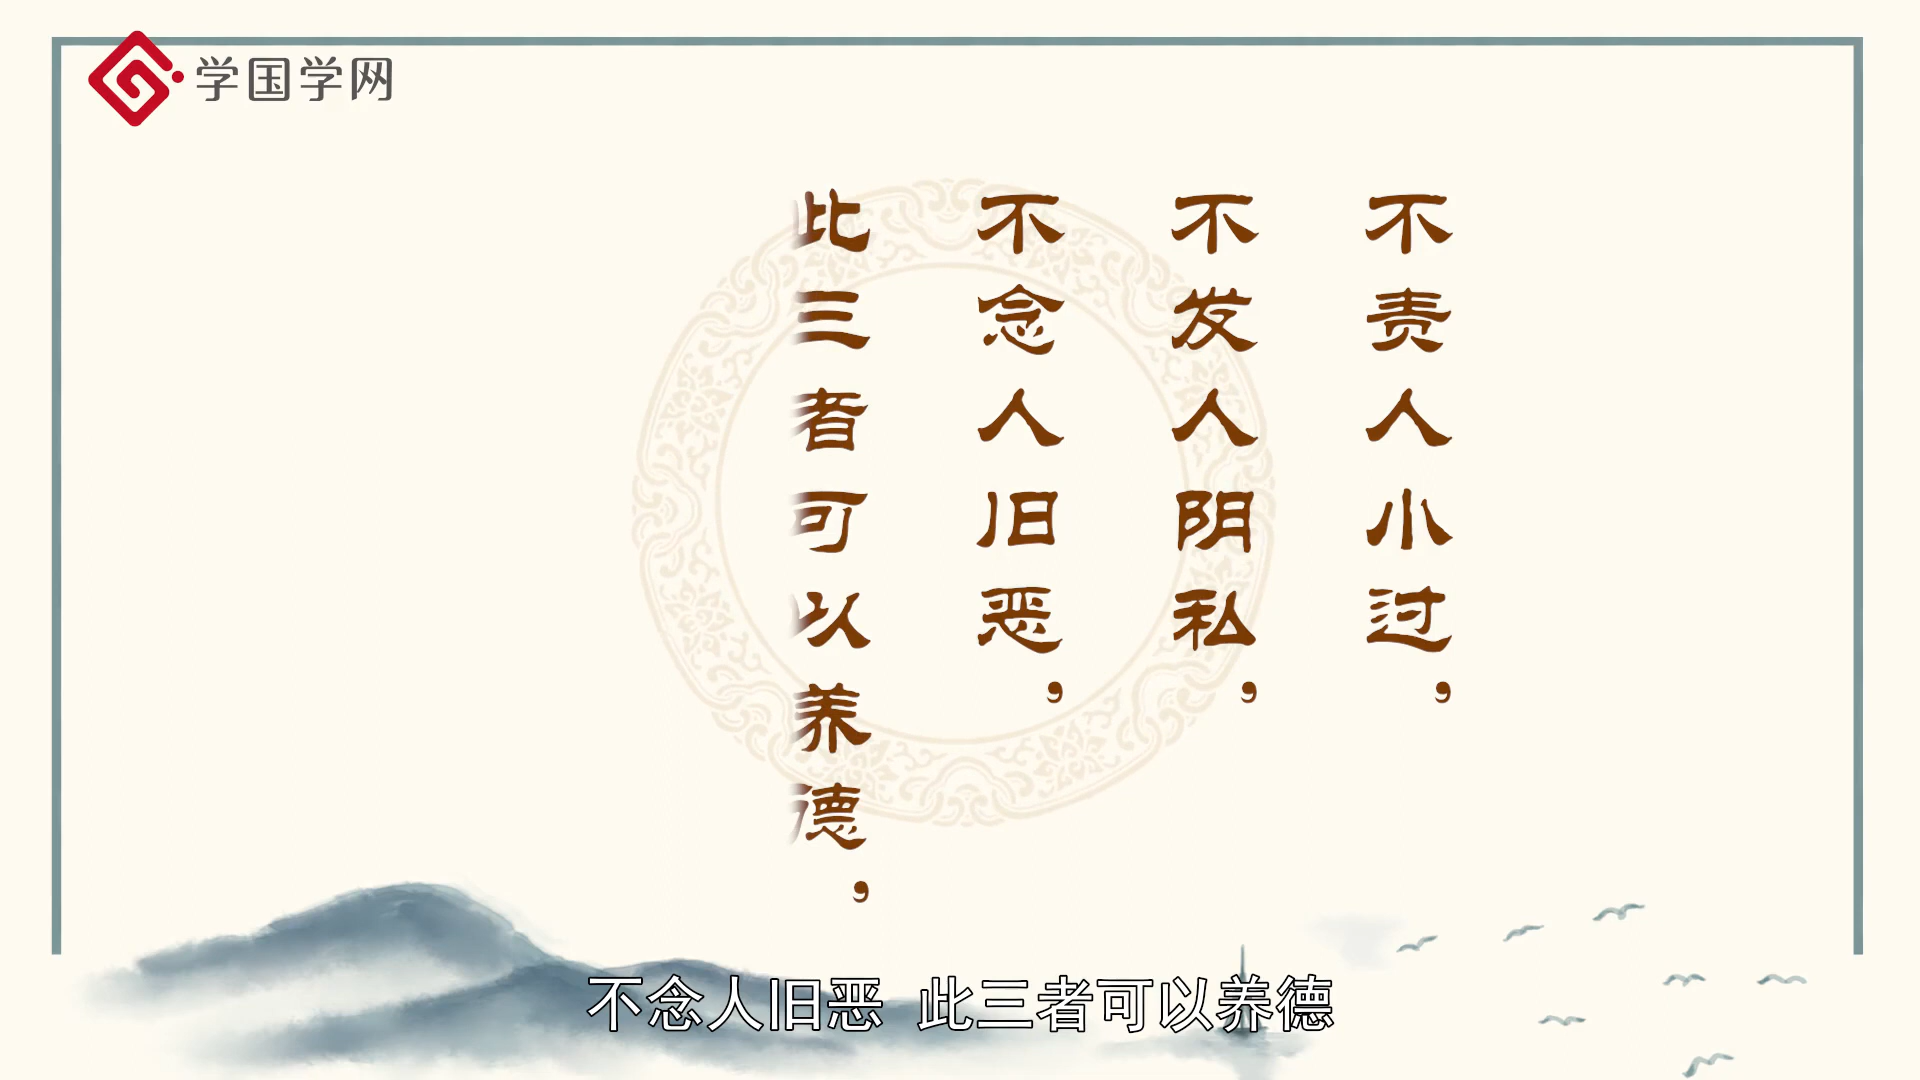 学国学网
不责人小过，
不发人阴私，
不念人旧恶，
此三者可以养德，
不念人旧恶 此三者可以养德